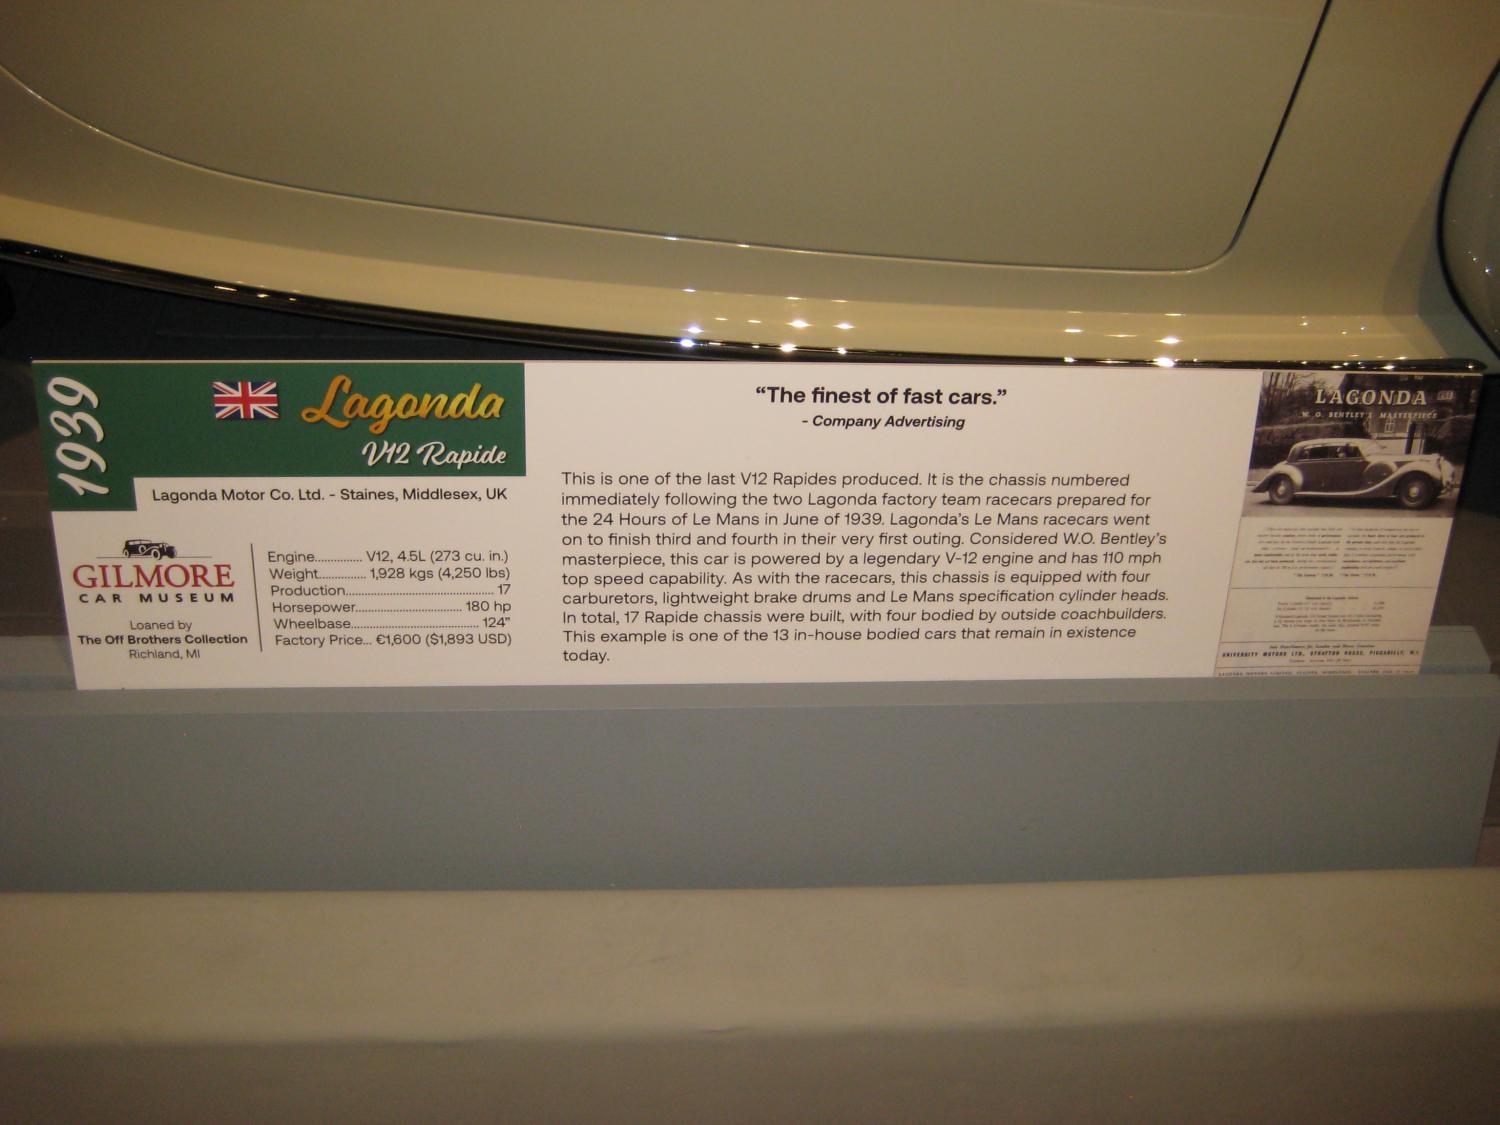 1939
Lagonda
V12 Rapide
Lagonda Motor Co. Ltd. - Staines, Middlesex, UK
GILMORE
CAR MUSEUM
Loaned by
The Off Brothers Collection
Richland, MI
Engine............. V12, 4.5L (273 cu. in.)
Weight............. 1,928 kgs (4,250 lbs)
Production......................................... 17
Horsepower............................. 180 hp
Wheelbase................................... 124"
Factory Price... €1,600 ($1,893 USD)
“The finest of fast cars.”
- Company Advertising
This is one of the last V12 Rapides produced. It is the chassis numbered
immediately following the two Lagonda factory team racecars prepared for
the 24 Hours of Le Mans in June of 1939. Lagonda's Le Mans racecars went
on to finish third and fourth in their very first outing. Considered W.O. Bentley's
masterpiece, this car is powered by a legendary V-12 engine and has 110 mph
top speed capability. As with the racecars, this chassis is equipped with four
carburetors, lightweight brake drums and Le Mans specification cylinder heads.
In total, 17 Rapide chassis were built, with four bodied by outside coachbuilders.
This example is one of the 13 in-house bodied cars that remain in existence
today.
LAGONDA
W. O. BENTLEY'S MASTERPIECE
UNIVERSITY MOTORS LTD., STRATTON HOUSE, PICCADILLY, W.1